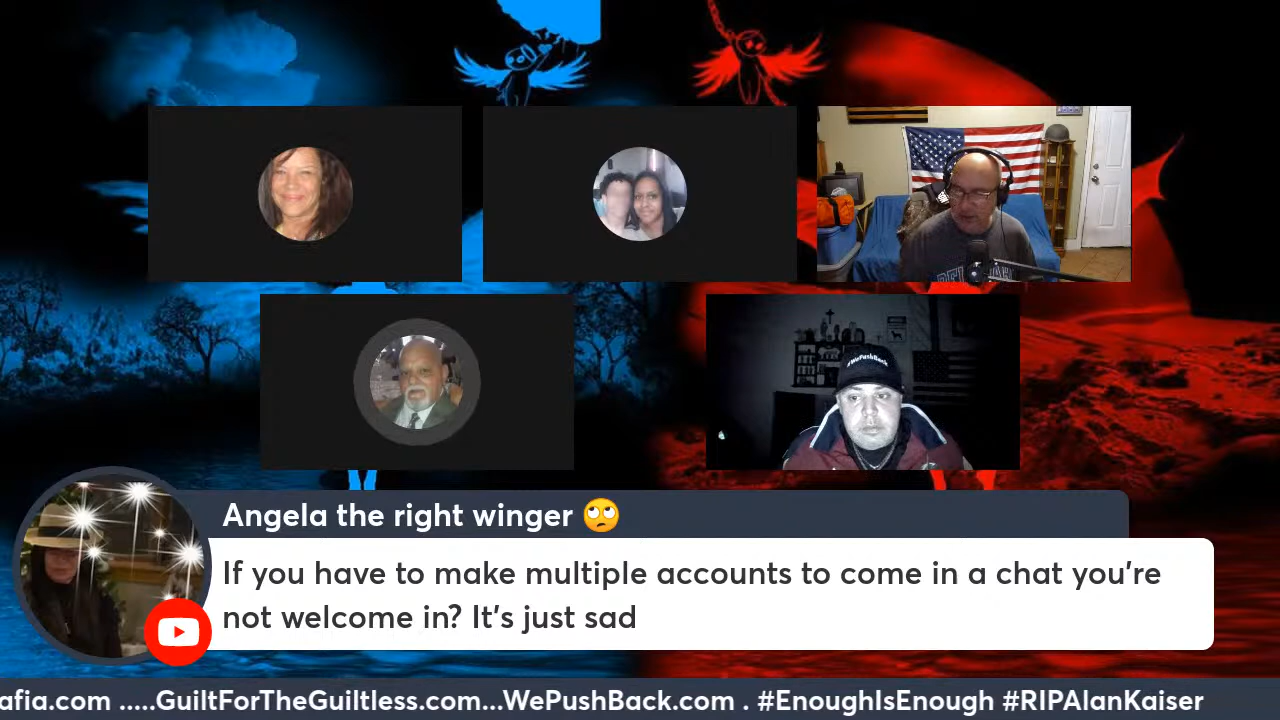 #WePushBack
Angela the right winger 🙄
If you have to make multiple accounts to come in a chat you're
not welcome in? It's just sad
afia.com .....GuiltForTheGuiltless.com...WePushBack.com . #EnoughIsEnough #RIPAlanKaiser